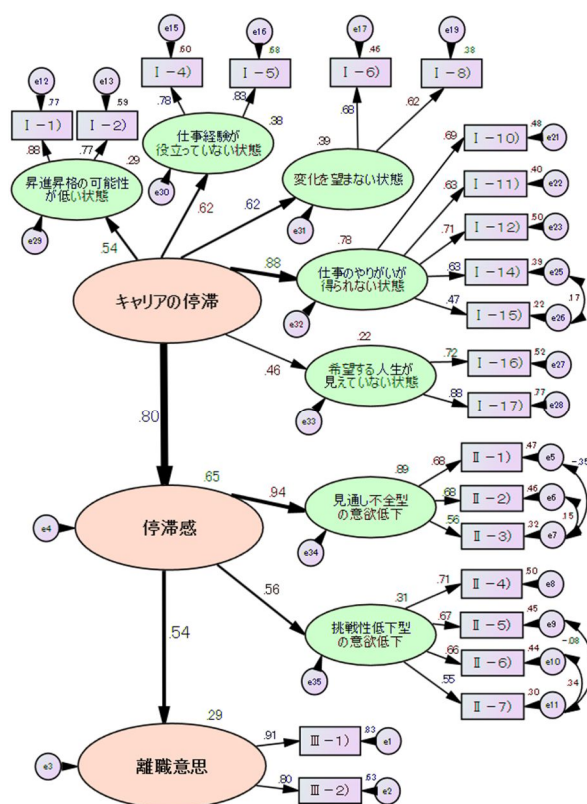 e15
e16
e17
e19
.60
.68
.46
.38
e12
e13
Ⅰ－4)
Ⅰ－5)
Ⅰ－6)
Ⅰ－8)
.77
.59
.78
.83
.38
.68
.62
Ⅰ－1)
Ⅰ－2)
仕事経験が
役立っていない状態
.39
.69
Ⅰ－10)
.48
e21
.88
.77
.29
昇進昇格の可能性
が低い状態
e30
変化を望まない状態
.63
Ⅰ－11)
.40
e22
e29
.62
.62
e31
.71
Ⅰ－12)
.50
e23
.54
.78
.88
仕事のやりがいが
得られない状態
.63
Ⅰ－14)
.39
e25
.17
キャリアの停滞
e32
.47
Ⅰ－15)
.22
e26
.22
.46
希望する人生が
見えていない状態
.72
Ⅰ－16)
.52
e27
e33
.88
Ⅰ－17)
.77
e28
.80
.65
.94
.89
見通し不全型
の意欲低下
.68
Ⅱ－1)
.47
e5
-.35
.68
Ⅱ－2)
.46
e6
.15
e4
停滞感
e34
.56
Ⅱ－3)
.32
e7
.56
.31
.71
Ⅱ－4)
.50
e8
挑戦性低下型
の意欲低下
.67
Ⅱ－5)
.45
e9
-.08
.54
.66
Ⅱ－6)
.44
e10
.34
e35
.55
Ⅱ－7)
.30
e11
.29
.91
Ⅲ－1)
.83
e1
e3
離職意思
.80
Ⅲ－2)
.63
e2